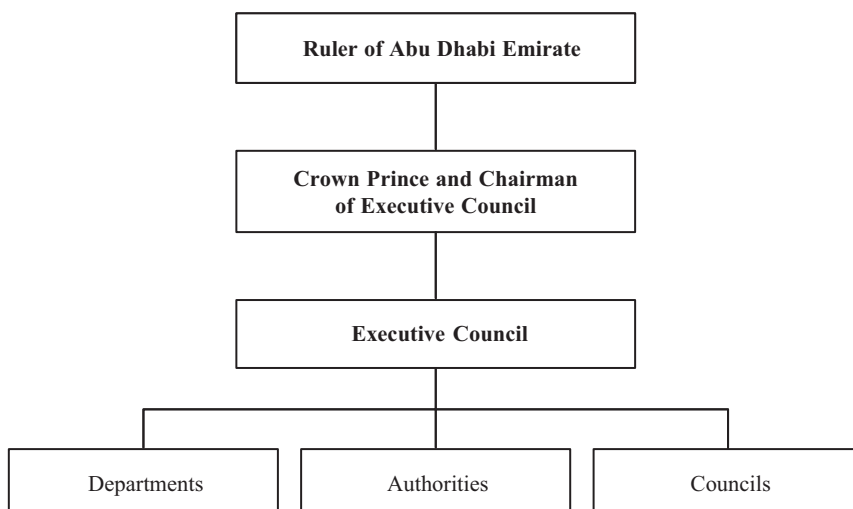 Ruler of Abu Dhabi Emirate
Crown Prince and Chairman
of Executive Council
Executive Council
Departments
Authorities
Councils